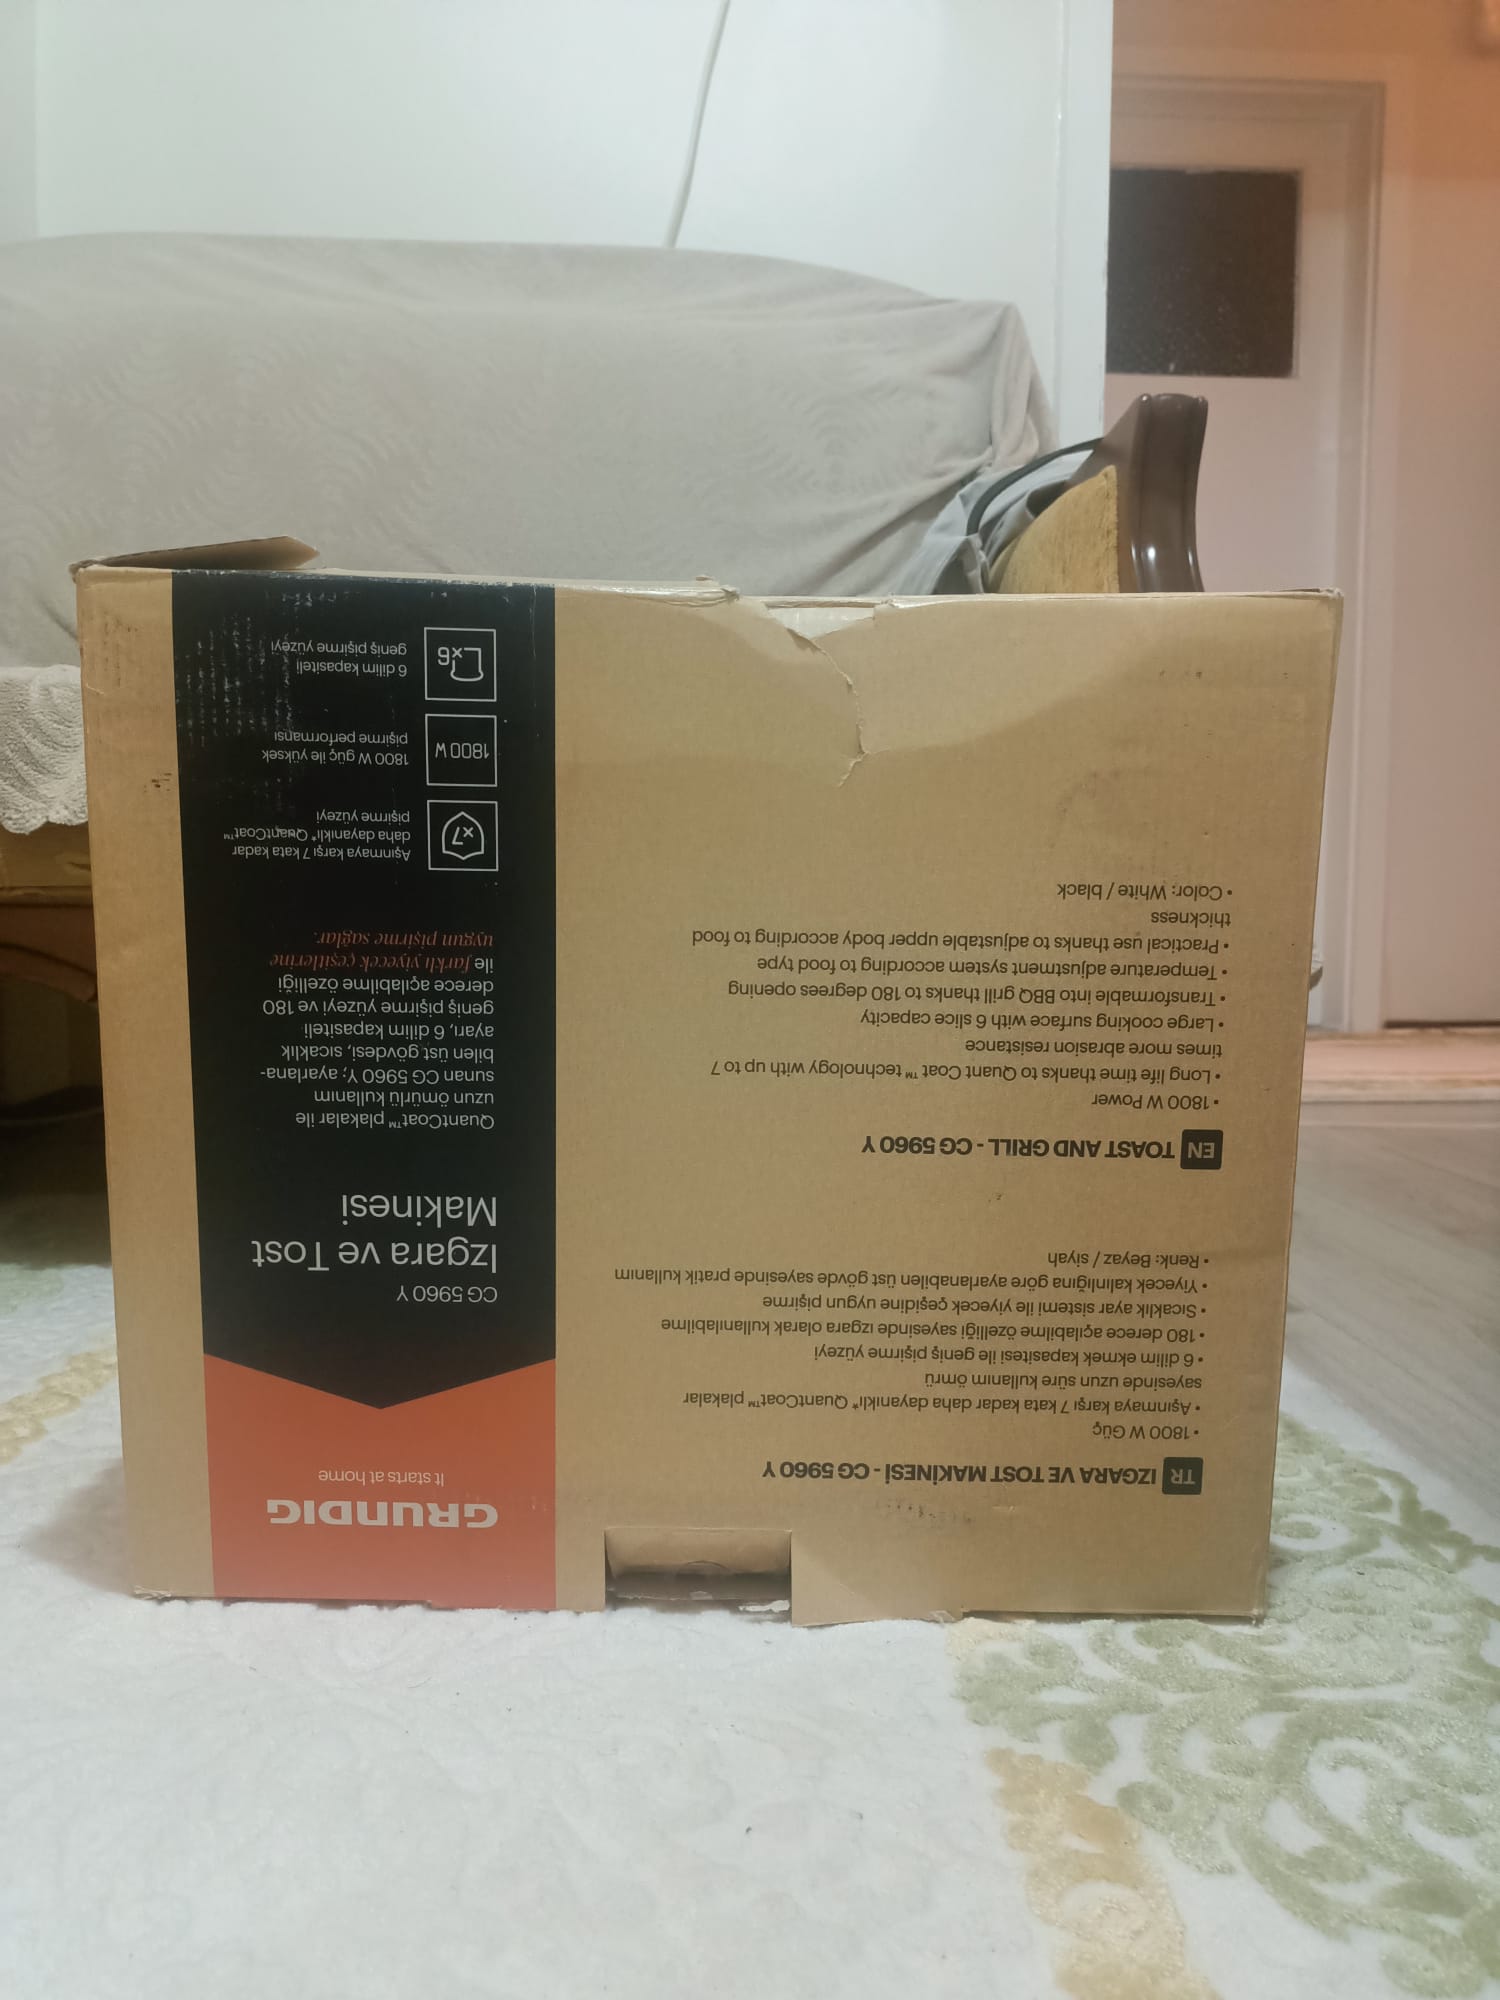 GRUNDIG
It starts at home
CG 5960 Y
Izgara ve Tost
Makinesi
QuantCoat™ plakalar ile
uzun ömürlü kullanım
sunan CG 5960 Y; ayarlana-
bilen üst gövdesi, sıcaklık
ayarı, 6 dilim kapasiteli
geniş pişirme yüzeyi ve 180
derece açılabilme özelliği
ile farklı yiyecek çeşitlerine
uygun pişirme sağlar.
x7
Aşınmaya karşı 7 kata kadar
daha dayanıklı* QuantCoat™
pişirme yüzeyi
1800 W
1800 W güç ile yüksek
pişirme performansı
x6
6 dilim kapasiteli
geniş pişirme yüzeyi
TR IZGARA VE TOST MAKİNESİ - CG 5960 Y
• 1800 W Güç
• Aşınmaya karşı 7 kata kadar daha dayanıklı* QuantCoat™ plakalar
sayesinde uzun süre kullanım ömrü
• 6 dilim ekmek kapasitesi ile geniş pişirme yüzeyi
• 180 derece açılabilme özelliği sayesinde ızgara olarak kullanılabilme
• Sıcaklık ayar sistemi ile yiyecek çeşidine uygun pişirme
• Yiyecek kalınlığına göre ayarlanabilen üst gövde sayesinde pratik kullanım
• Renk: Beyaz / siyah
EN TOAST AND GRILL - CG 5960 Y
• 1800 W Power
• Long life time thanks to Quant Coat ™ technology with up to 7
times more abrasion resistance
• Large cooking surface with 6 slice capacity
• Transformable into BBQ grill thanks to 180 degrees opening
• Temperature adjustment system according to food type
• Practical use thanks to adjustable upper body according to food
thickness
• Color: White / black